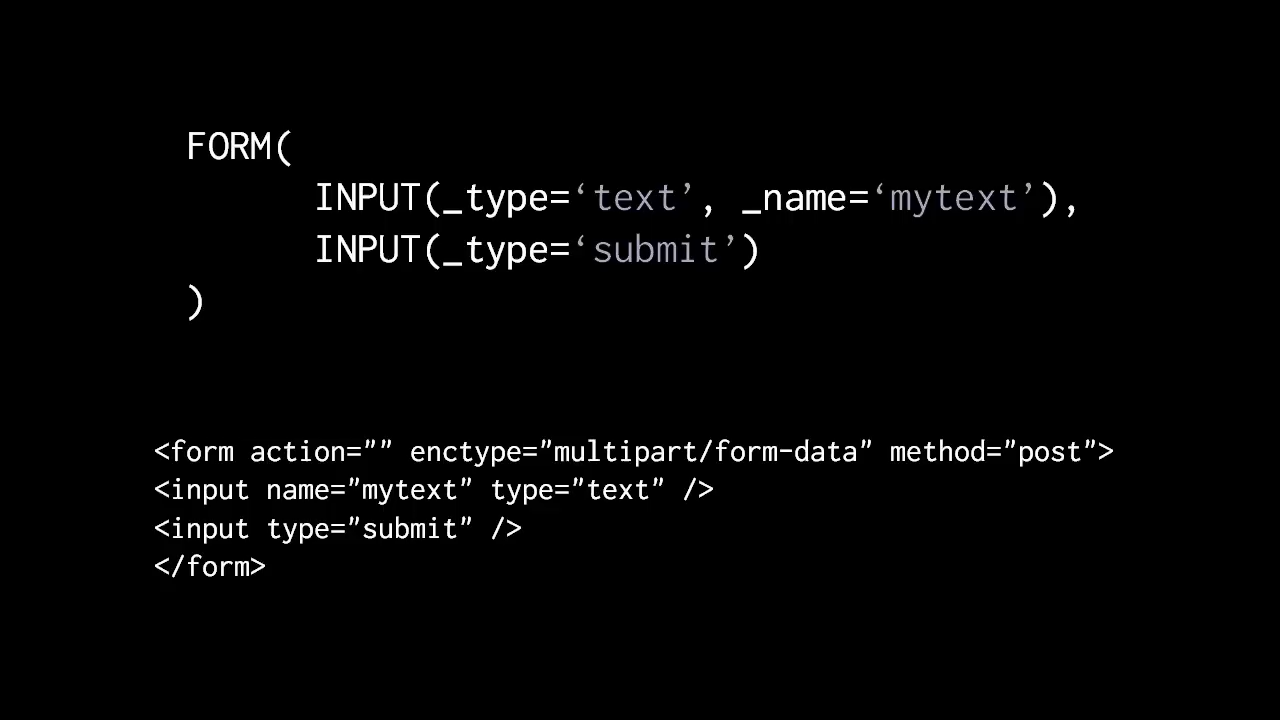 FORM(
INPUT(_type=‘text’, _name=‘mytext’),
INPUT(_type=‘submit’)
)
<form action="" enctype="multipart/form-data" method="post">
<input name="mytext" type="text" />
<input type="submit" />
</form>